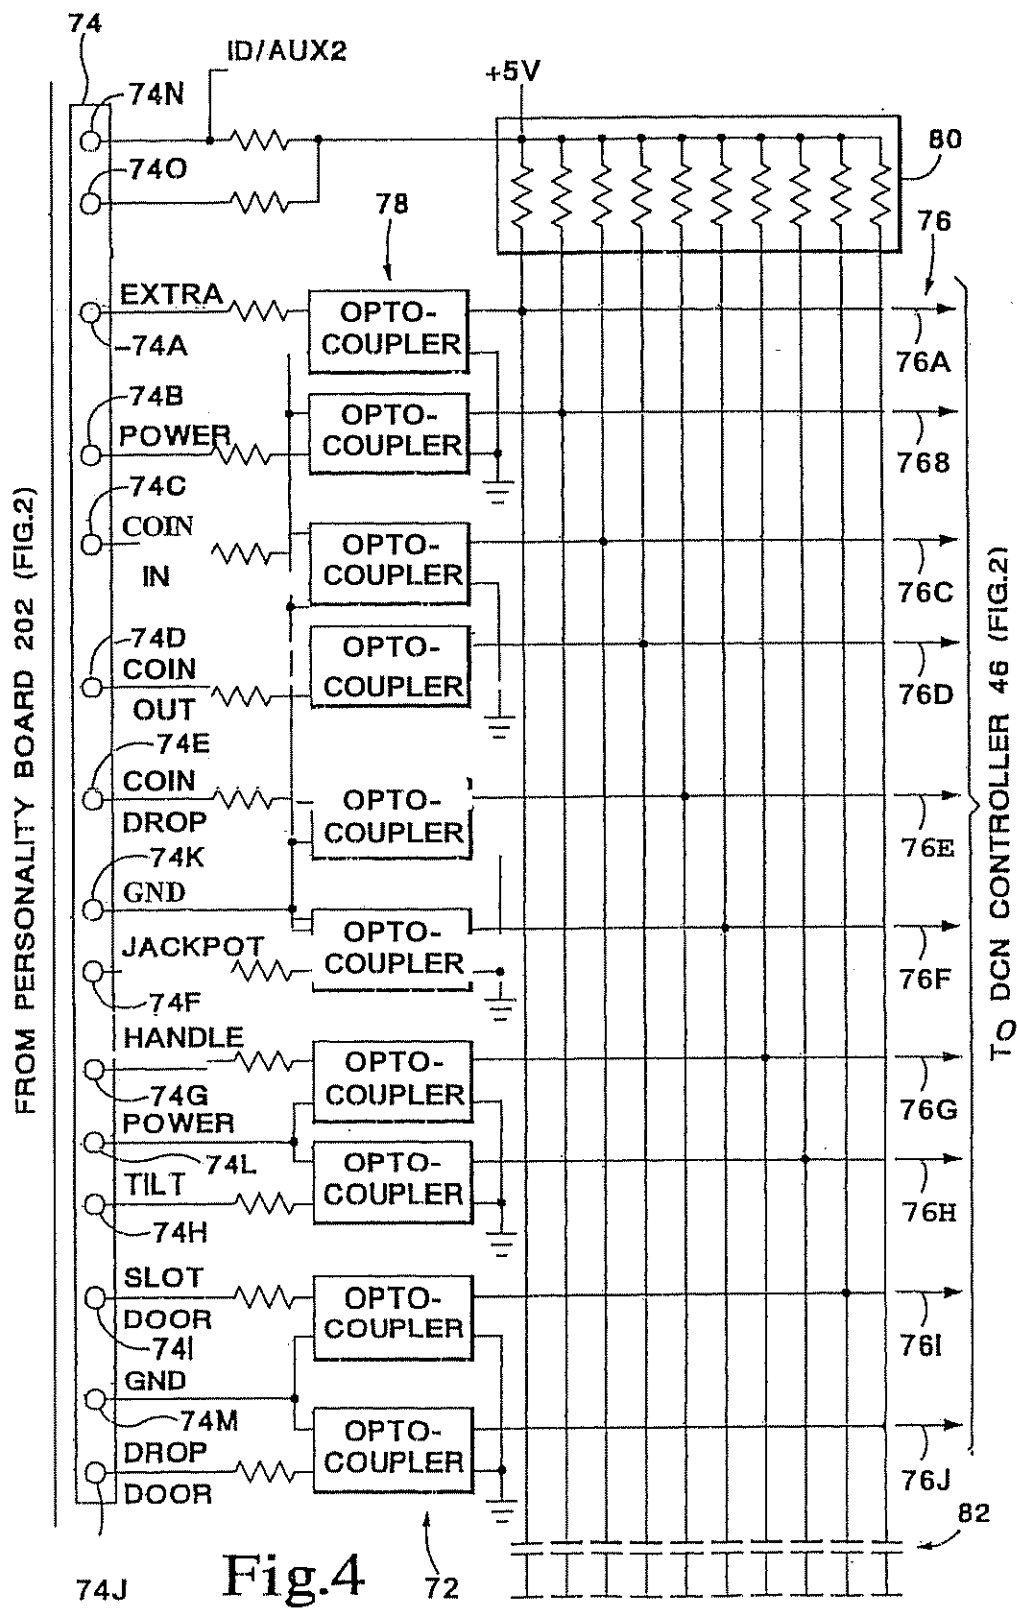 74
ID/AUX2
+5V
74N
80
74O
78
76
EXTRA
OPTO-
COUPLER
-74A
76A
74B
OPTO-
COUPLER
POWER
768
74C
COIN
IN
OPTO-
COUPLER
76C
74D
COIN
OUT
OPTO-
COUPLER
76D
74E
COIN
DROP
OPTO-
COUPLER
76E
74K
GND
JACKPOT
OPTO-
COUPLER
74F
76F
HANDLE
OPTO-
COUPLER
74G
76G
POWER
74L
TILT
OPTO-
COUPLER
74H
76H
SLOT
DOOR
OPTO-
COUPLER
74I
76I
GND
74M
DROP
DOOR
OPTO-
COUPLER
76J
82
74J
Fig.4
72
FROM PERSONALITY BOARD 202 (FIG.2)
TO DCN CONTROLLER 46 (FIG.2)